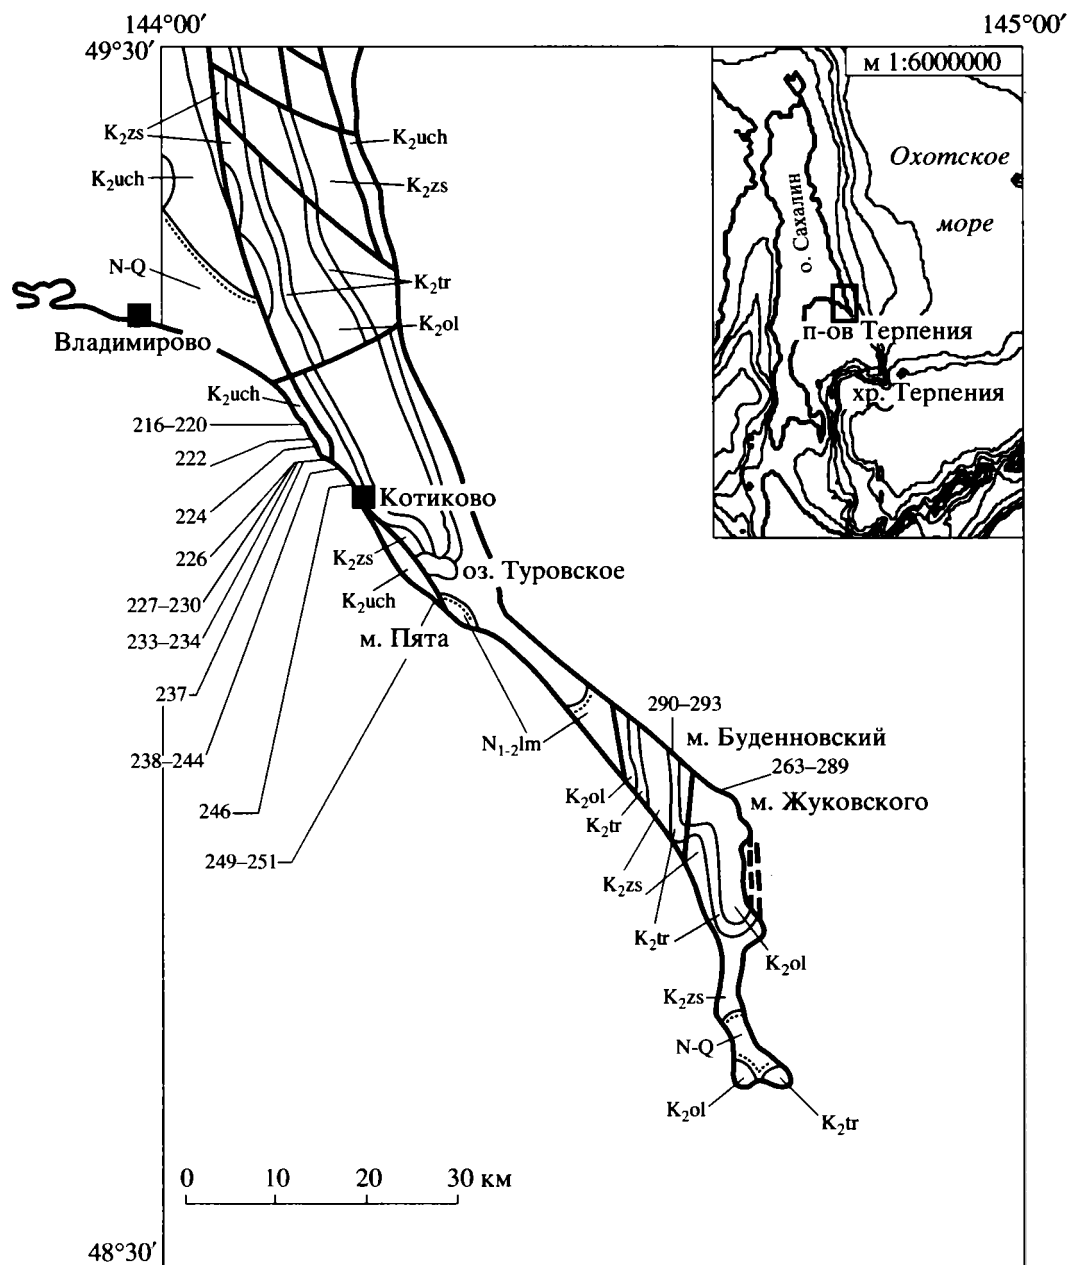 144°00′
145°00′
49°30′
м 1:6000000
K₂zs
K₂uch
K₂uch
K₂zs
Охотское
море
о. Сахалин
N-Q
K₂tr
K₂ol
Владимирово
п-ов Терпения
хр. Терпения
K₂uch
216–220
222
Котиково
224
226
K₂zs
оз. Туровское
K₂uch
227–230
233–234
м. Пята
237
290–293
N₁₋₂lm
м. Буденновский
238–244
263–289
K₂ol
м. Жуковского
246
K₂tr
249–251
K₂zs
K₂tr
K₂ol
K₂zs
N-Q
K₂ol
K₂tr
0 10 20 30 км
48°30′